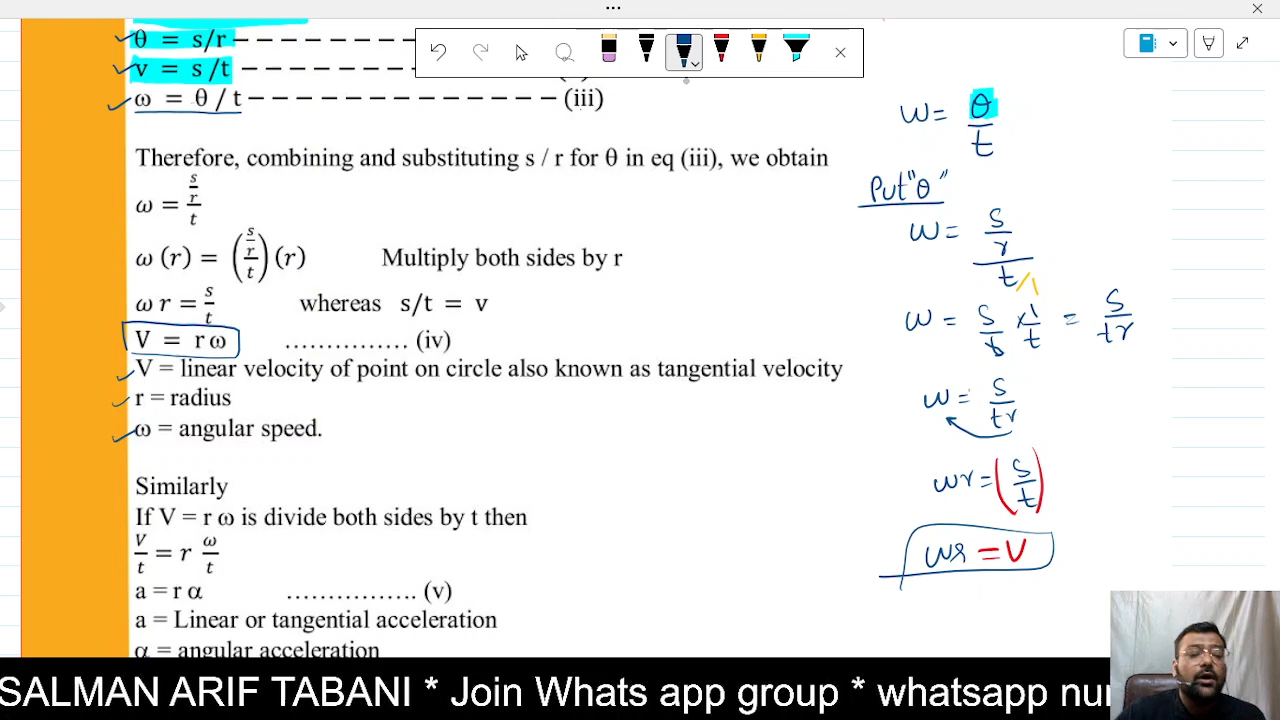 θ = s/r – – – – – – – – –
v = s/t – – – – – – – – –
ω = θ / t – – – – – – – – – – – – – – – – (iii)
Therefore, combining and substituting s / r for θ in eq (iii), we obtain
ω = s/r / t
ω (r) = (s/r / t) (r) Multiply both sides by r
ω r = s/t whereas s/t = v
V = r ω …………… (iv)
V = linear velocity of point on circle also known as tangential velocity
r = radius
ω = angular speed.
Similarly
If V = r ω is divide both sides by t then
V/t = r ω/t
a = r α ……………. (v)
a = Linear or tangential acceleration
α = angular acceleration
w = θ/t
Put "θ"
w = s/r / t/1
w = s/r × 1/t = s/tr
w = s/tr
wr = (s/t)
wr = V
SALMAN ARIF TABANI * Join Whats app group * whatsapp